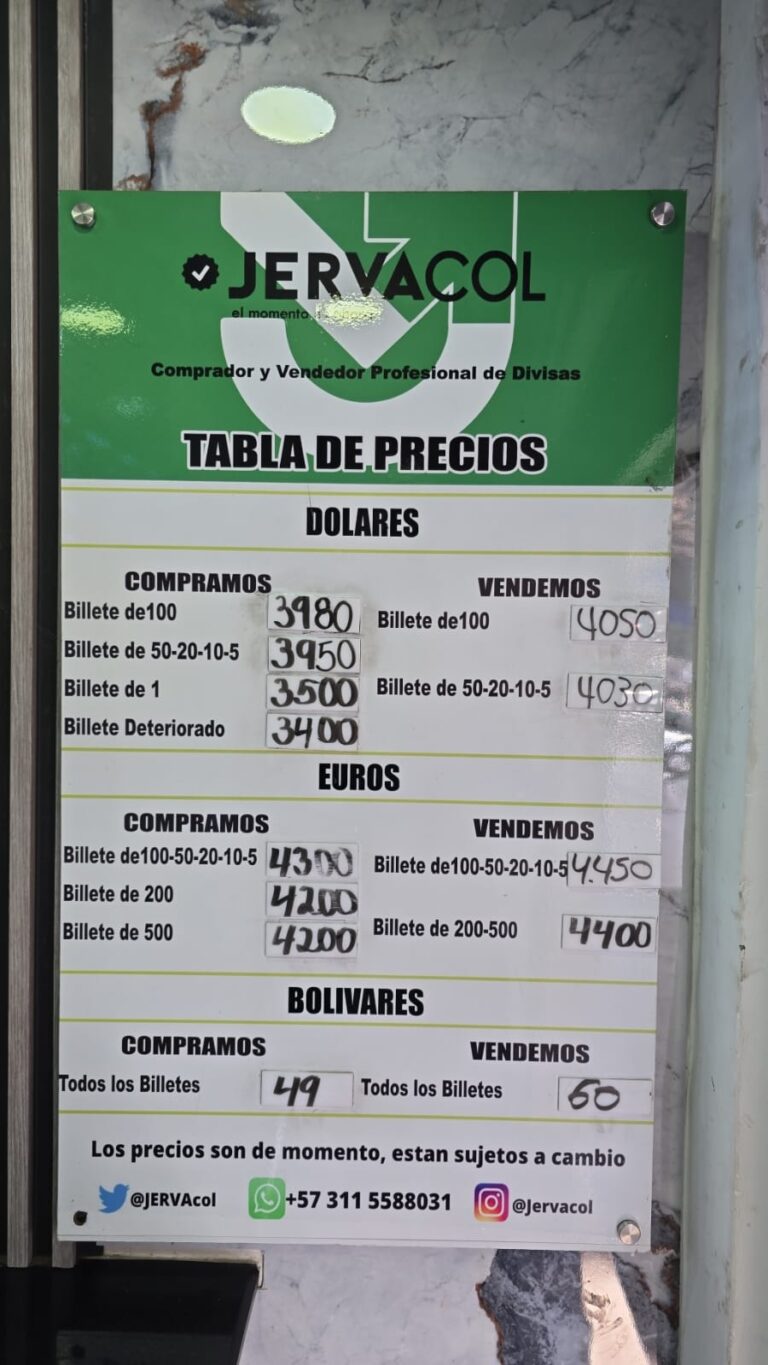 JERVACOL
el momento
Comprador y Vendedor Profesional de Divisas
TABLA DE PRECIOS
DOLARES
COMPRAMOS
Billete de100 3980
Billete de 50-20-10-5 3950
Billete de 1 3500
Billete Deteriorado 3400
VENDEMOS
Billete de100 4050
Billete de 50-20-10-5 4030
EUROS
COMPRAMOS
Billete de100-50-20-10-5 4300
Billete de 200 4200
Billete de 500 4200
VENDEMOS
Billete de100-50-20-10-5 4.450
Billete de 200-500 4400
BOLIVARES
COMPRAMOS
Todos los Billetes 49
VENDEMOS
Todos los Billetes 60
Los precios son de momento, estan sujetos a cambio
@JERVAcol +57 311 5588031 @Jervacol